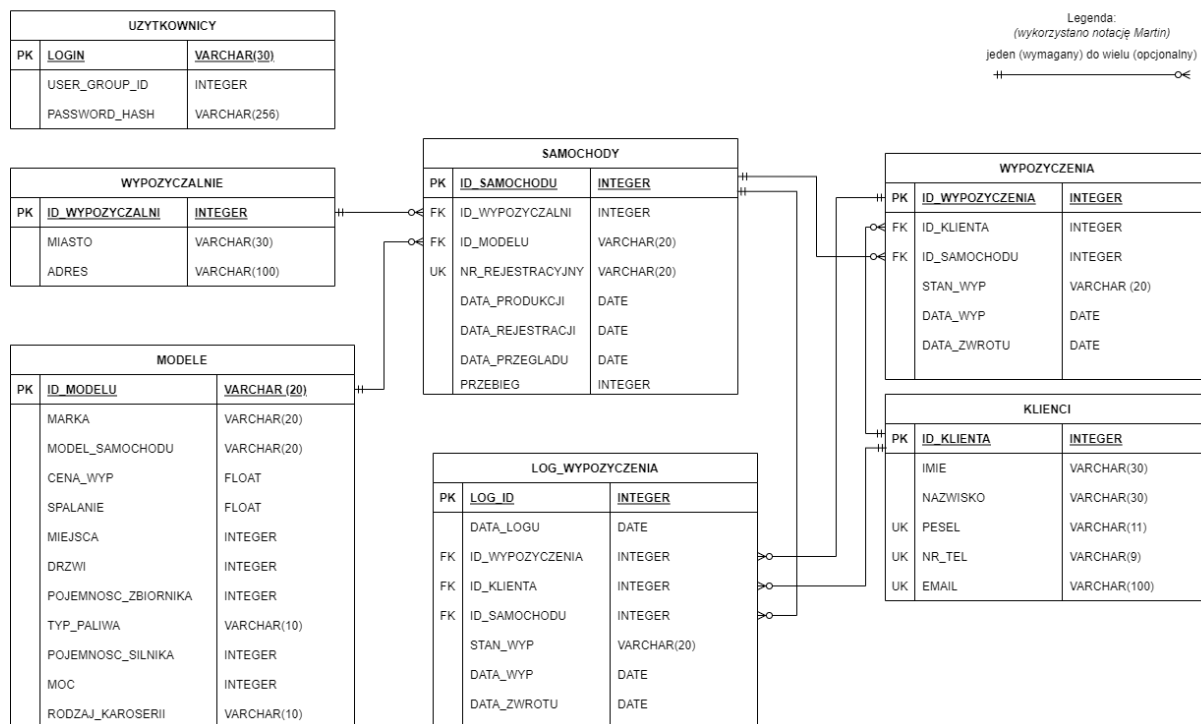 UZYTKOWNICY
PK LOGIN VARCHAR(30)
USER_GROUP_ID INTEGER
PASSWORD_HASH VARCHAR(256)
Legenda:
(wykorzystano notację Martin)
jeden (wymagany) do wielu (opcjonalny)
WYPOZYCZALNIE
PK ID_WYPOZYCZALNI INTEGER
MIASTO VARCHAR(30)
ADRES VARCHAR(100)
SAMOCHODY
PK ID_SAMOCHODU INTEGER
FK ID_WYPOZYCZALNI INTEGER
FK ID_MODELU VARCHAR(20)
UK NR_REJESTRACYJNY VARCHAR(20)
DATA_PRODUKCJI DATE
DATA_REJESTRACJI DATE
DATA_PRZEGLADU DATE
PRZEBIEG INTEGER
WYPOZYCZENIA
PK ID_WYPOZYCZENIA INTEGER
FK ID_KLIENTA INTEGER
FK ID_SAMOCHODU INTEGER
STAN_WYP VARCHAR (20)
DATA_WYP DATE
DATA_ZWROTU DATE
MODELE
PK ID_MODELU VARCHAR (20)
MARKA VARCHAR(20)
MODEL_SAMOCHODU VARCHAR(20)
CENA_WYP FLOAT
SPALANIE FLOAT
MIEJSCA INTEGER
DRZWI INTEGER
POJEMNOSC_ZBIORNIKA INTEGER
TYP_PALIWA VARCHAR(10)
POJEMNOSC_SILNIKA INTEGER
MOC INTEGER
RODZAJ_KAROSERII VARCHAR(10)
LOG_WYPOZYCZENIA
PK LOG_ID INTEGER
DATA_LOGU DATE
FK ID_WYPOZYCZENIA INTEGER
FK ID_KLIENTA INTEGER
FK ID_SAMOCHODU INTEGER
STAN_WYP VARCHAR(20)
DATA_WYP DATE
DATA_ZWROTU DATE
KLIENCI
PK ID_KLIENTA INTEGER
IMIE VARCHAR(30)
NAZWISKO VARCHAR(30)
UK PESEL VARCHAR(11)
UK NR_TEL VARCHAR(9)
UK EMAIL VARCHAR(100)